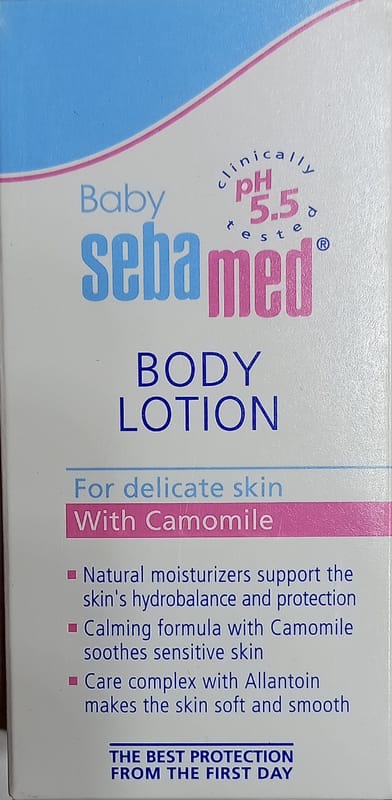 clinically
pH
5.5
tested
Baby
sebamed®
BODY
LOTION
For delicate skin
With Camomile
Natural moisturizers support the
skin's hydrobalance and protection
Calming formula with Camomile
soothes sensitive skin
Care complex with Allantoin
makes the skin soft and smooth
THE BEST PROTECTION
FROM THE FIRST DAY